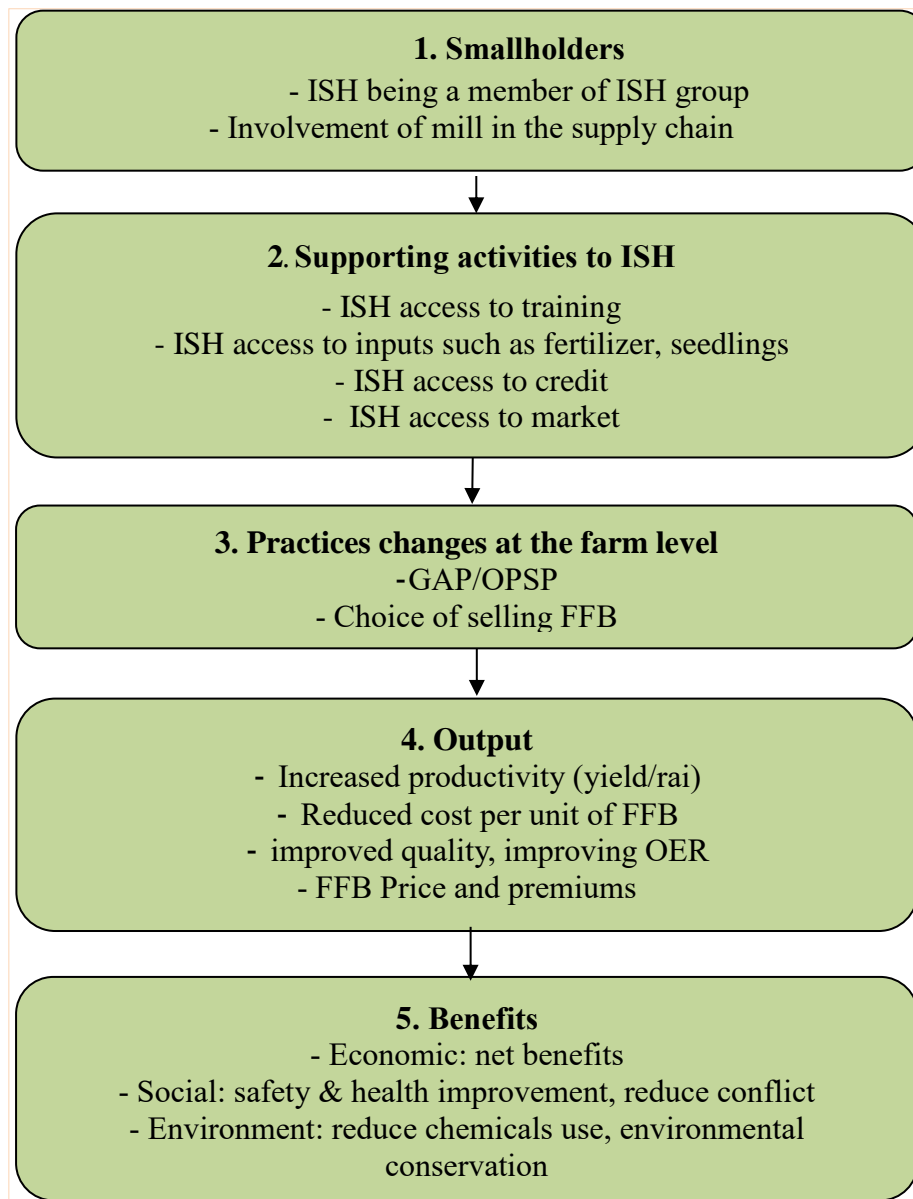 1. Smallholders
- ISH being a member of ISH group
- Involvement of mill in the supply chain
2. Supporting activities to ISH
- ISH access to training
- ISH access to inputs such as fertilizer, seedlings
- ISH access to credit
- ISH access to market
3. Practices changes at the farm level
-GAP/OPSP
- Choice of selling FFB
4. Output
- Increased productivity (yield/rai)
- Reduced cost per unit of FFB
- improved quality, improving OER
- FFB Price and premiums
5. Benefits
- Economic: net benefits
- Social: safety & health improvement, reduce conflict
- Environment: reduce chemicals use, environmental
conservation